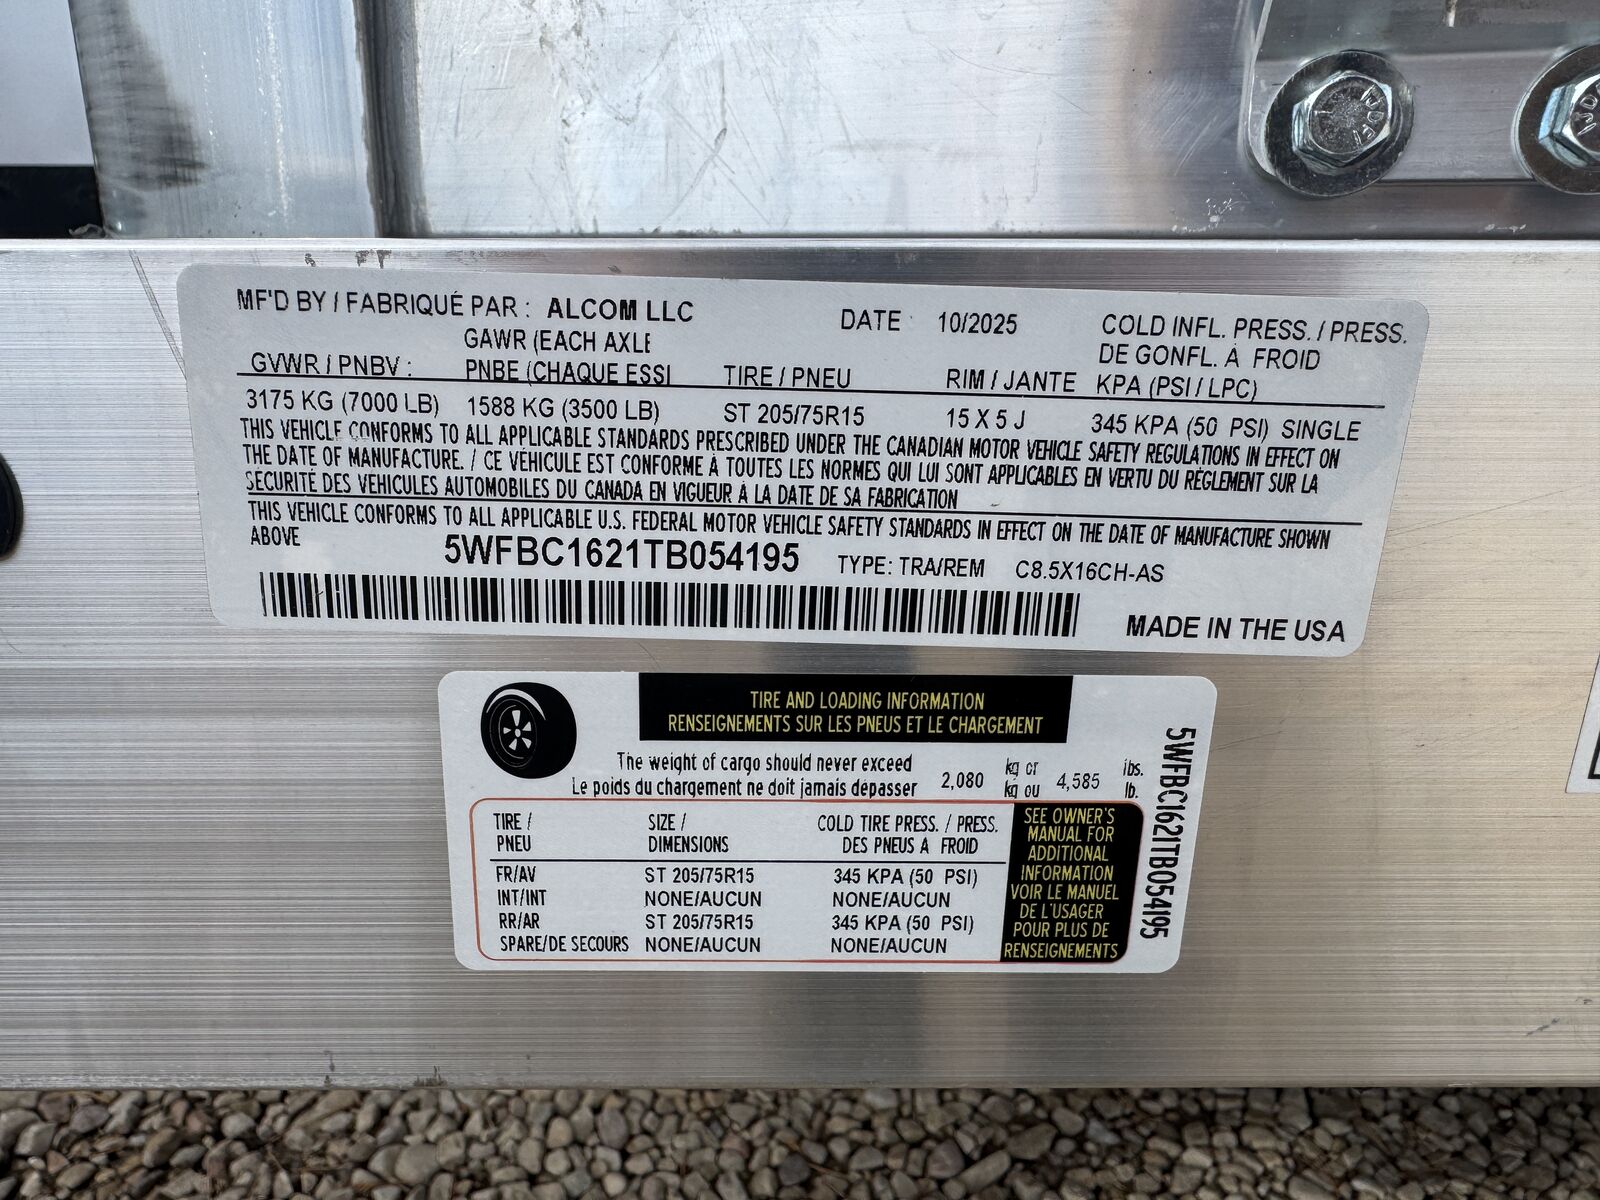 MF'D BY / FABRIQUÉ PAR : ALCOM LLC
DATE 10/2025
COLD INFL. PRESS. / PRESS.
DE GONFL. À FROID
KPA (PSI / LPC)
GAWR (EACH AXLE
GVWR / PNBV : PNBE (CHAQUE ESSI TIRE / PNEU RIM / JANTE
3175 KG (7000 LB) 1588 KG (3500 LB) ST 205/75R15 15 X 5 J 345 KPA (50 PSI) SINGLE
THIS VEHICLE CONFORMS TO ALL APPLICABLE STANDARDS PRESCRIBED UNDER THE CANADIAN MOTOR VEHICLE SAFETY REGULATIONS IN EFFECT ON
THE DATE OF MANUFACTURE. / CE VÉHICULE EST CONFORME À TOUTES LES NORMES QUI LUI SONT APPLICABLES EN VERTU DU RÈGLEMENT SUR LA
SÉCURITÉ DES VÉHICULES AUTOMOBILES DU CANADA EN VIGUEUR À LA DATE DE SA FABRICATION
THIS VEHICLE CONFORMS TO ALL APPLICABLE U.S. FEDERAL MOTOR VEHICLE SAFETY STANDARDS IN EFFECT ON THE DATE OF MANUFACTURE SHOWN
ABOVE
5WFBC1621TB054195 TYPE: TRA/REM C8.5X16CH-AS
MADE IN THE USA
TIRE AND LOADING INFORMATION
RENSEIGNEMENTS SUR LES PNEUS ET LE CHARGEMENT
The weight of cargo should never exceed
Le poids du chargement ne doit jamais dépasser
2,080 kg or
kg ou
4,585 lbs.
lb.
TIRE / SIZE / COLD TIRE PRESS. / PRESS.
PNEU DIMENSIONS DES PNEUS À FROID
FR/AV ST 205/75R15 345 KPA (50 PSI)
INT/INT NONE/AUCUN NONE/AUCUN
RR/AR ST 205/75R15 345 KPA (50 PSI)
SPARE/DE SECOURS NONE/AUCUN NONE/AUCUN
SEE OWNER'S
MANUAL FOR
ADDITIONAL
INFORMATION
VOIR LE MANUEL
DE L'USAGER
POUR PLUS DE
RENSEIGNEMENTS
5WFBC1621TB054195